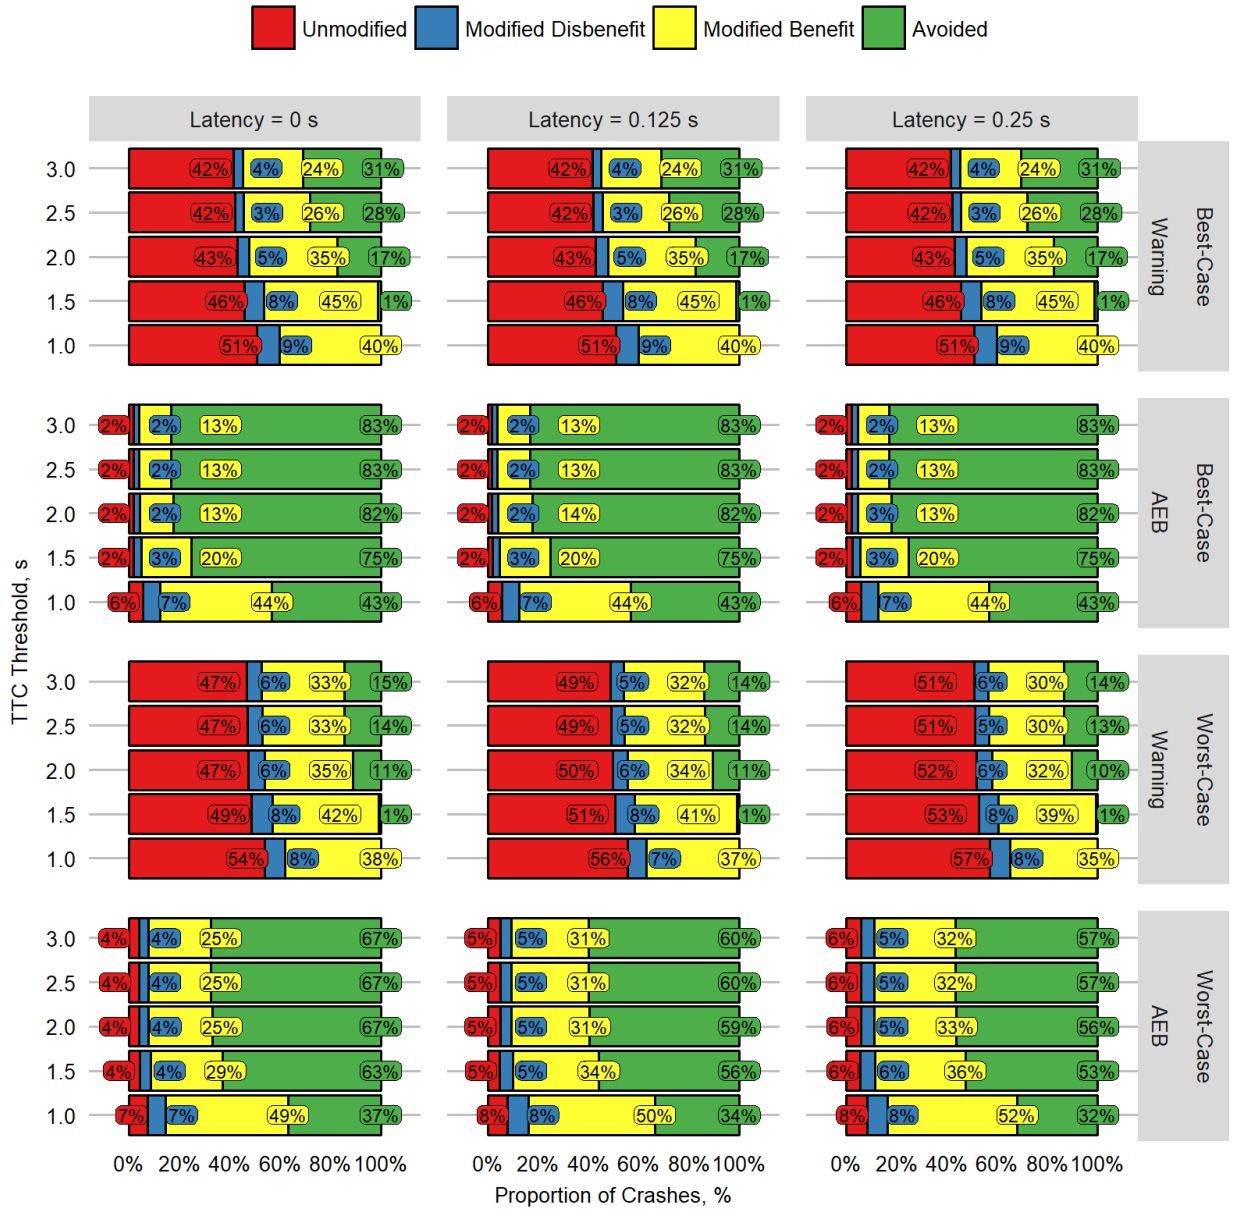 Unmodified Modified Disbenefit Modified Benefit Avoided
Latency = 0 s Latency = 0.125 s Latency = 0.25 s
3.0 42% 4% 24% 31% 42% 4% 24% 31% 42% 4% 24% 31%
2.5 42% 3% 26% 28% 42% 3% 26% 28% 42% 3% 26% 28%
2.0 43% 5% 35% 17% 43% 5% 35% 17% 43% 5% 35% 17%
1.5 46% 8% 45% 1% 46% 8% 45% 1% 46% 8% 45% 1%
1.0 51% 9% 40% 51% 9% 40% 51% 9% 40%
Best-Case
Warning
3.0 2% 2% 13% 83% 2% 2% 13% 83% 2% 2% 13% 83%
2.5 2% 2% 13% 83% 2% 2% 13% 83% 2% 2% 13% 83%
2.0 2% 2% 13% 82% 2% 2% 14% 82% 2% 3% 13% 82%
1.5 2% 3% 20% 75% 2% 3% 20% 75% 2% 3% 20% 75%
1.0 6% 7% 44% 43% 6% 7% 44% 43% 6% 7% 44% 43%
Best-Case
AEB
TTC Threshold, s
3.0 47% 6% 33% 15% 49% 5% 32% 14% 51% 6% 30% 14%
2.5 47% 6% 33% 14% 49% 5% 32% 14% 51% 5% 30% 13%
2.0 47% 6% 35% 11% 50% 6% 34% 11% 52% 6% 32% 10%
1.5 49% 8% 42% 1% 51% 8% 41% 1% 53% 8% 39% 1%
1.0 54% 8% 38% 56% 7% 37% 57% 8% 35%
Worst-Case
Warning
3.0 4% 4% 25% 67% 5% 5% 31% 60% 6% 5% 32% 57%
2.5 4% 4% 25% 67% 5% 5% 31% 60% 6% 5% 32% 57%
2.0 4% 4% 25% 67% 5% 5% 31% 59% 6% 5% 33% 56%
1.5 4% 4% 29% 63% 5% 5% 34% 56% 6% 6% 36% 53%
1.0 7% 7% 49% 37% 8% 8% 50% 34% 8% 8% 52% 32%
Worst-Case
AEB
0% 20% 40% 60% 80% 100% 0% 20% 40% 60% 80% 100% 0% 20% 40% 60% 80% 100%
Proportion of Crashes, %